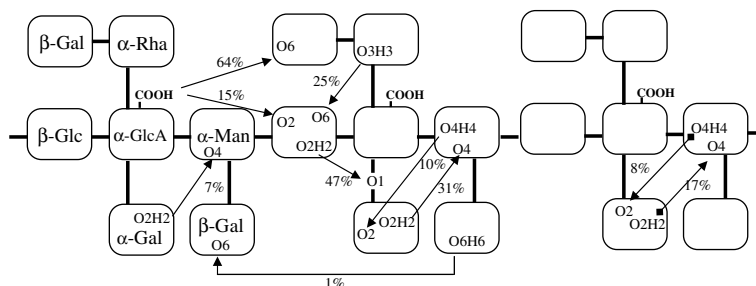 β-Gal α-Rha O6 O3H3
64% 25%
COOH COOH COOH
15% O2 O6
β-Glc α-GlcA α-Man O2H2 O4H4 O4H4
O4 O4 O4
10% 8%
7% 47% O1 31% 17%
O2H2 O2H2 O2
α-Gal β-Gal O2 O2H2
O6 O6H6
1%